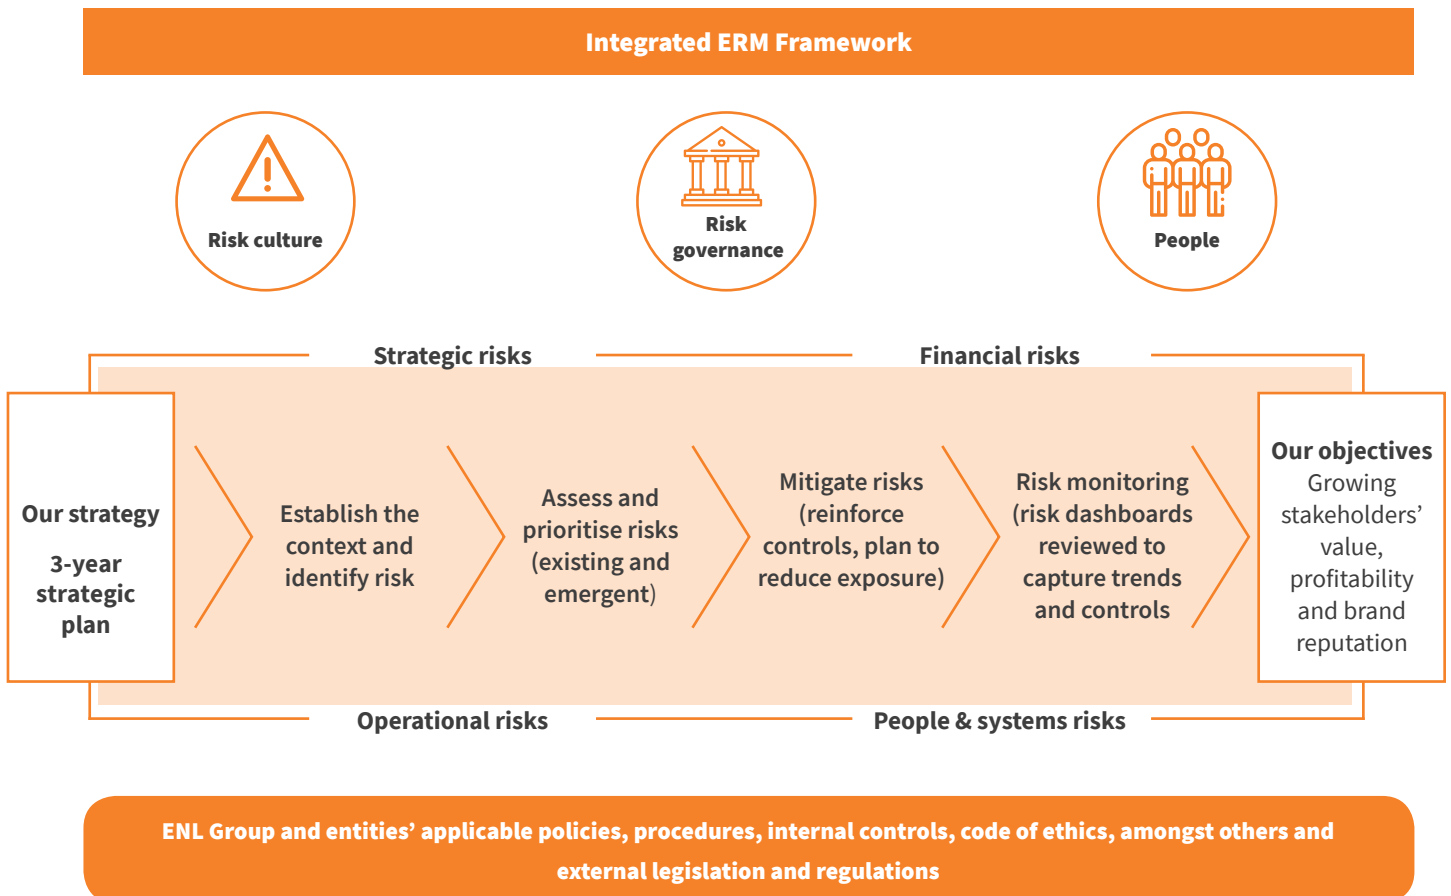 Integrated ERM Framework
Risk culture
Risk
governance
People
Strategic risks
Financial risks
Our strategy
3-year
strategic
plan
Establish the
context and
identify risk
Assess and
prioritise risks
(existing and
emergent)
Mitigate risks
(reinforce
controls, plan to
reduce exposure)
Risk monitoring
(risk dashboards
reviewed to
capture trends
and controls
Our objectives
Growing
stakeholders’
value,
profitability
and brand
reputation
Operational risks
People & systems risks
ENL Group and entities’ applicable policies, procedures, internal controls, code of ethics, amongst others and
external legislation and regulations